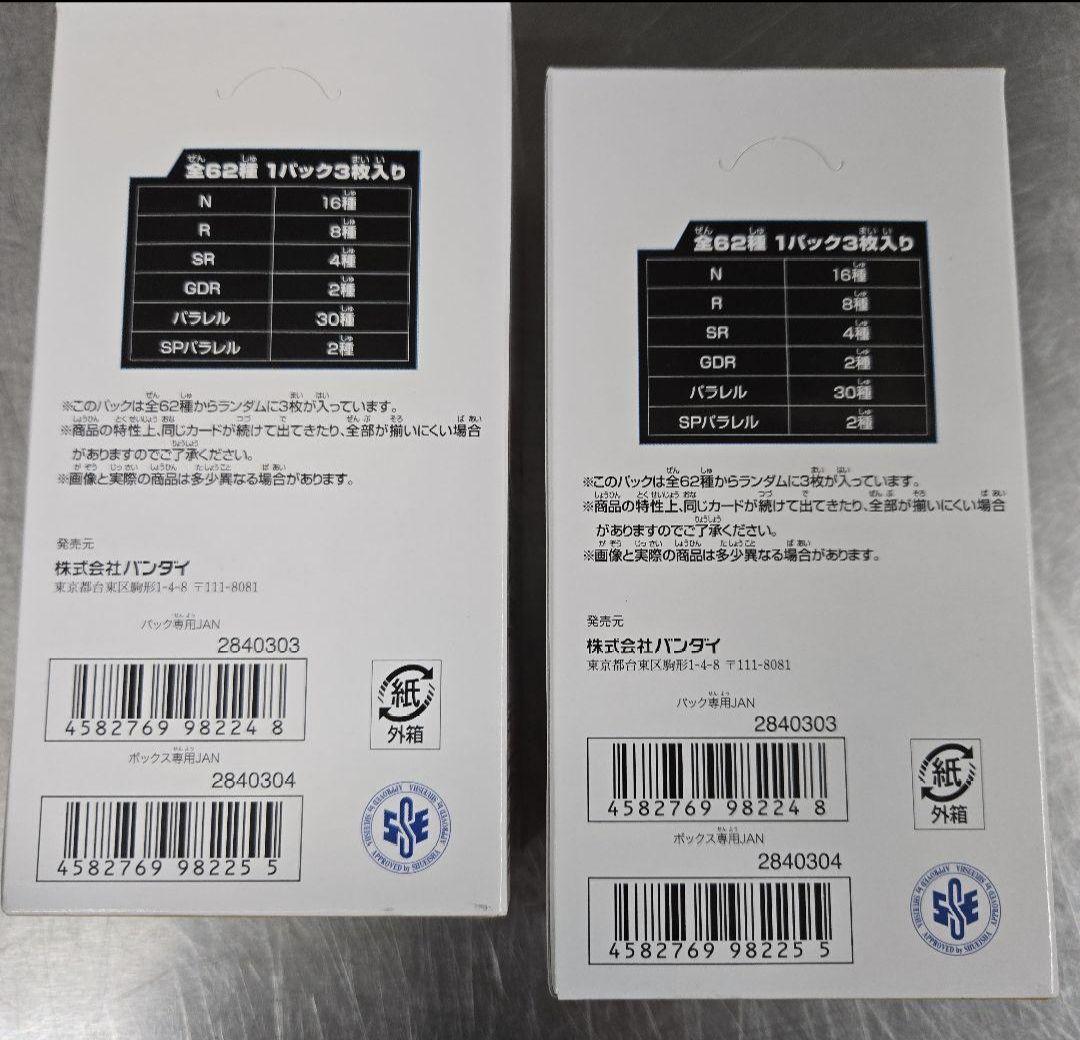 全62種 1パック3枚入り
N 16種
R 8種
SR 4種
GDR 2種
パラレル 30種
SPパラレル 2種
※このパックは全62種からランダムに3枚が入っています。
※商品の特性上、同じカードが続けて出てきたり、全部が揃いにくい場合
がありますのでご了承ください。
※画像と実際の商品は多少異なる場合があります。
発売元
株式会社バンダイ
東京都台東区駒形1-4-8 〒111-8081
パック専用JAN
2840303
4582769 98224 8
ボックス専用JAN
2840304
4582769 98225 5
紙
外箱
APPROVED by SHUEISHA
全62種 1パック3枚入り
N 16種
R 8種
SR 4種
GDR 2種
パラレル 30種
SPパラレル 2種
※このパックは全62種からランダムに3枚が入っています。
※商品の特性上、同じカードが続けて出てきたり、全部が揃いにくい場合
がありますのでご了承ください。
※画像と実際の商品は多少異なる場合があります。
発売元
株式会社バンダイ
東京都台東区駒形1-4-8 〒111-8081
パック専用JAN
2840303
4582769 98224 8
ボックス専用JAN
2840304
4582769 98225 5
紙
外箱
APPROVED by SHUEISHA